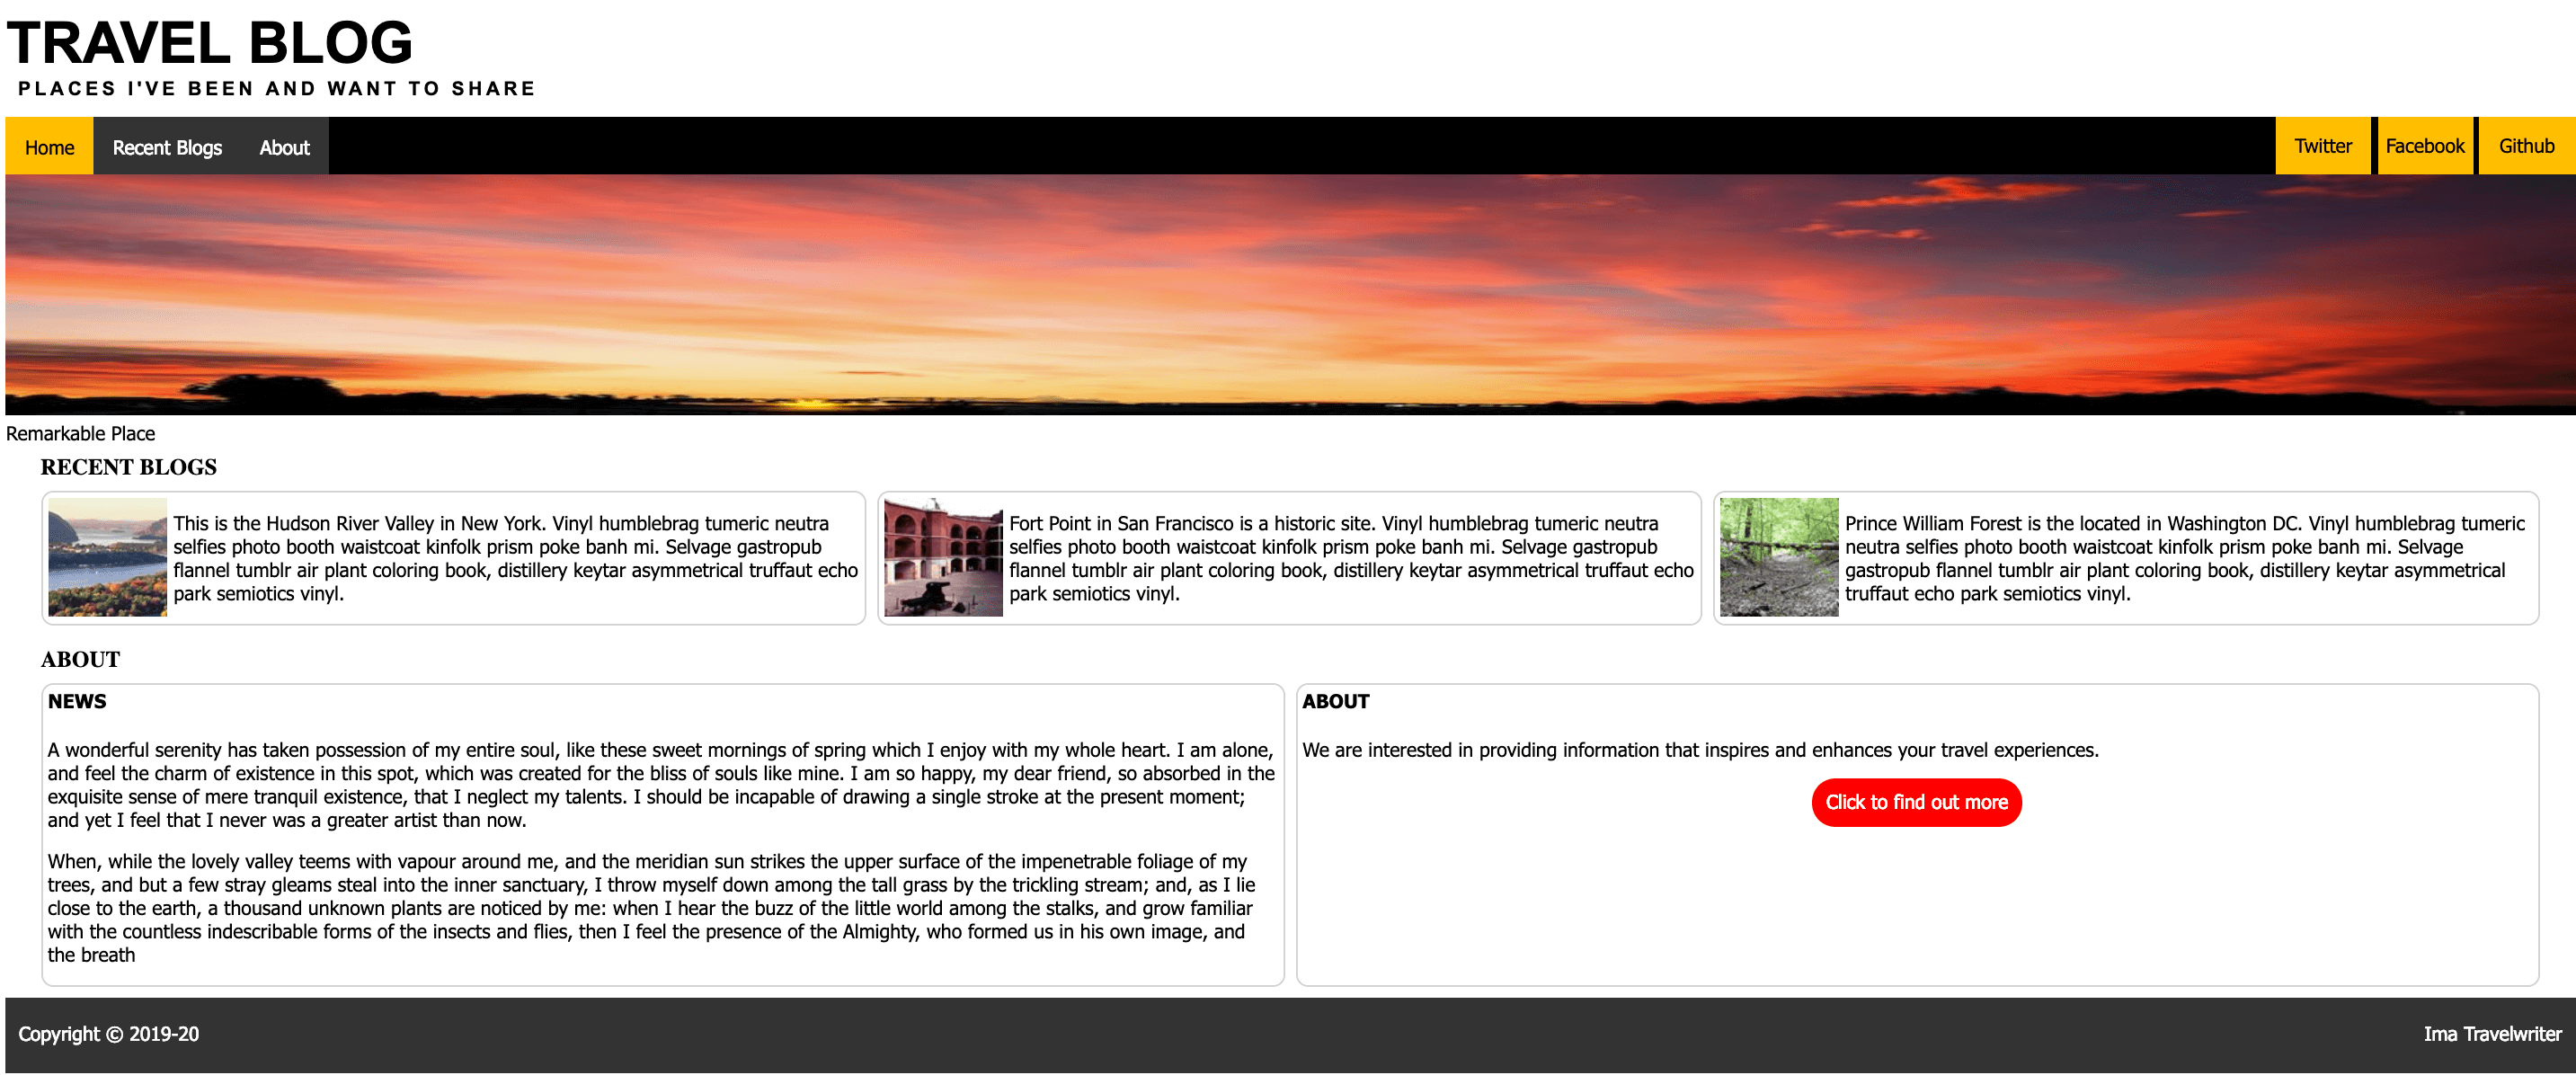 TRAVEL BLOG
PLACES I'VE BEEN AND WANT TO SHARE
Home Recent Blogs About Twitter Facebook Github
Remarkable Place
RECENT BLOGS
This is the Hudson River Valley in New York. Vinyl humblebrag tumeric neutra
selfies photo booth waistcoat kinfolk prism poke banh mi. Selvage gastropub
flannel tumblr air plant coloring book, distillery keytar asymmetrical truffaut echo
park semiotics vinyl.
Fort Point in San Francisco is a historic site. Vinyl humblebrag tumeric neutra
selfies photo booth waistcoat kinfolk prism poke banh mi. Selvage gastropub
flannel tumblr air plant coloring book, distillery keytar asymmetrical truffaut echo
park semiotics vinyl.
Prince William Forest is the located in Washington DC. Vinyl humblebrag tumeric
neutra selfies photo booth waistcoat kinfolk prism poke banh mi. Selvage
gastropub flannel tumblr air plant coloring book, distillery keytar asymmetrical
truffaut echo park semiotics vinyl.
ABOUT
NEWS
A wonderful serenity has taken possession of my entire soul, like these sweet mornings of spring which I enjoy with my whole heart. I am alone,
and feel the charm of existence in this spot, which was created for the bliss of souls like mine. I am so happy, my dear friend, so absorbed in the
exquisite sense of mere tranquil existence, that I neglect my talents. I should be incapable of drawing a single stroke at the present moment;
and yet I feel that I never was a greater artist than now.
When, while the lovely valley teems with vapour around me, and the meridian sun strikes the upper surface of the impenetrable foliage of my
trees, and but a few stray gleams steal into the inner sanctuary, I throw myself down among the tall grass by the trickling stream; and, as I lie
close to the earth, a thousand unknown plants are noticed by me: when I hear the buzz of the little world among the stalks, and grow familiar
with the countless indescribable forms of the insects and flies, then I feel the presence of the Almighty, who formed us in his own image, and
the breath
ABOUT
We are interested in providing information that inspires and enhances your travel experiences.
Click to find out more
Copyright © 2019-20 Ima Travelwriter